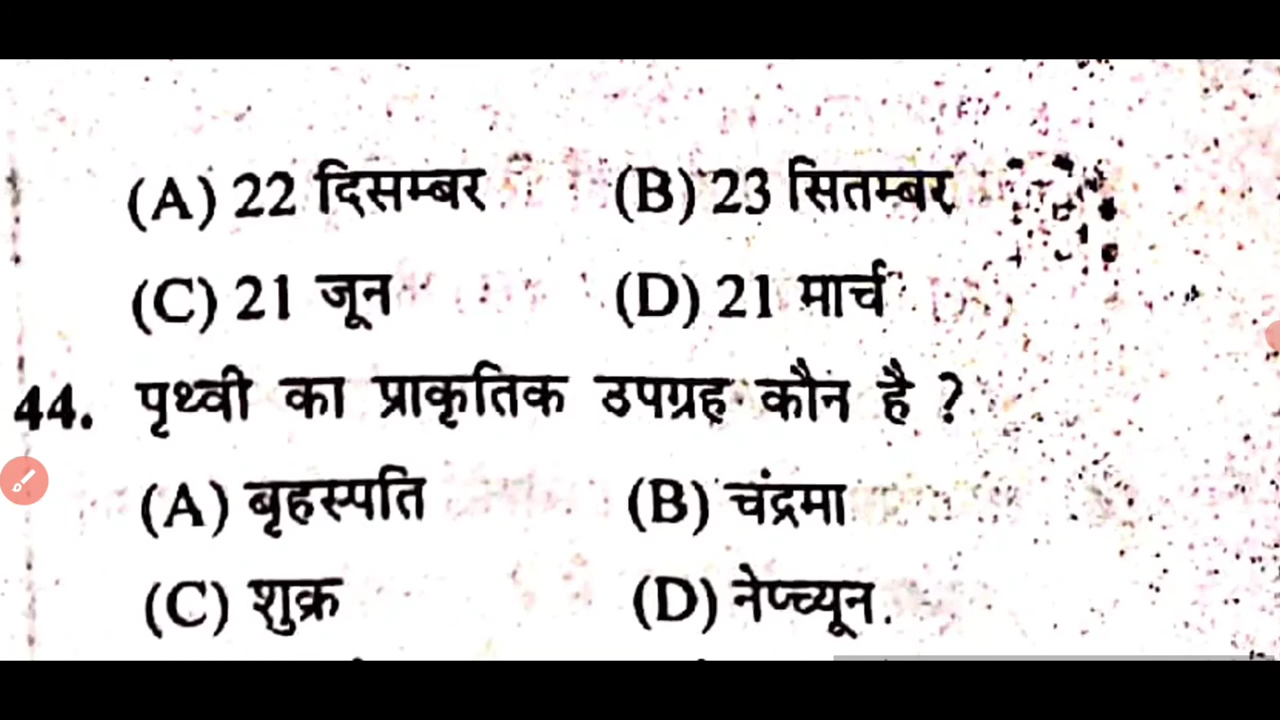 (A) 22 दिसम्बर (B) 23 सितम्बर
(C) 21 जून (D) 21 मार्च
44. पृथ्वी का प्राकृतिक उपग्रह कौन है ?
(A) बृहस्पति (B) चंद्रमा
(C) शुक्र (D) नेप्च्यून.